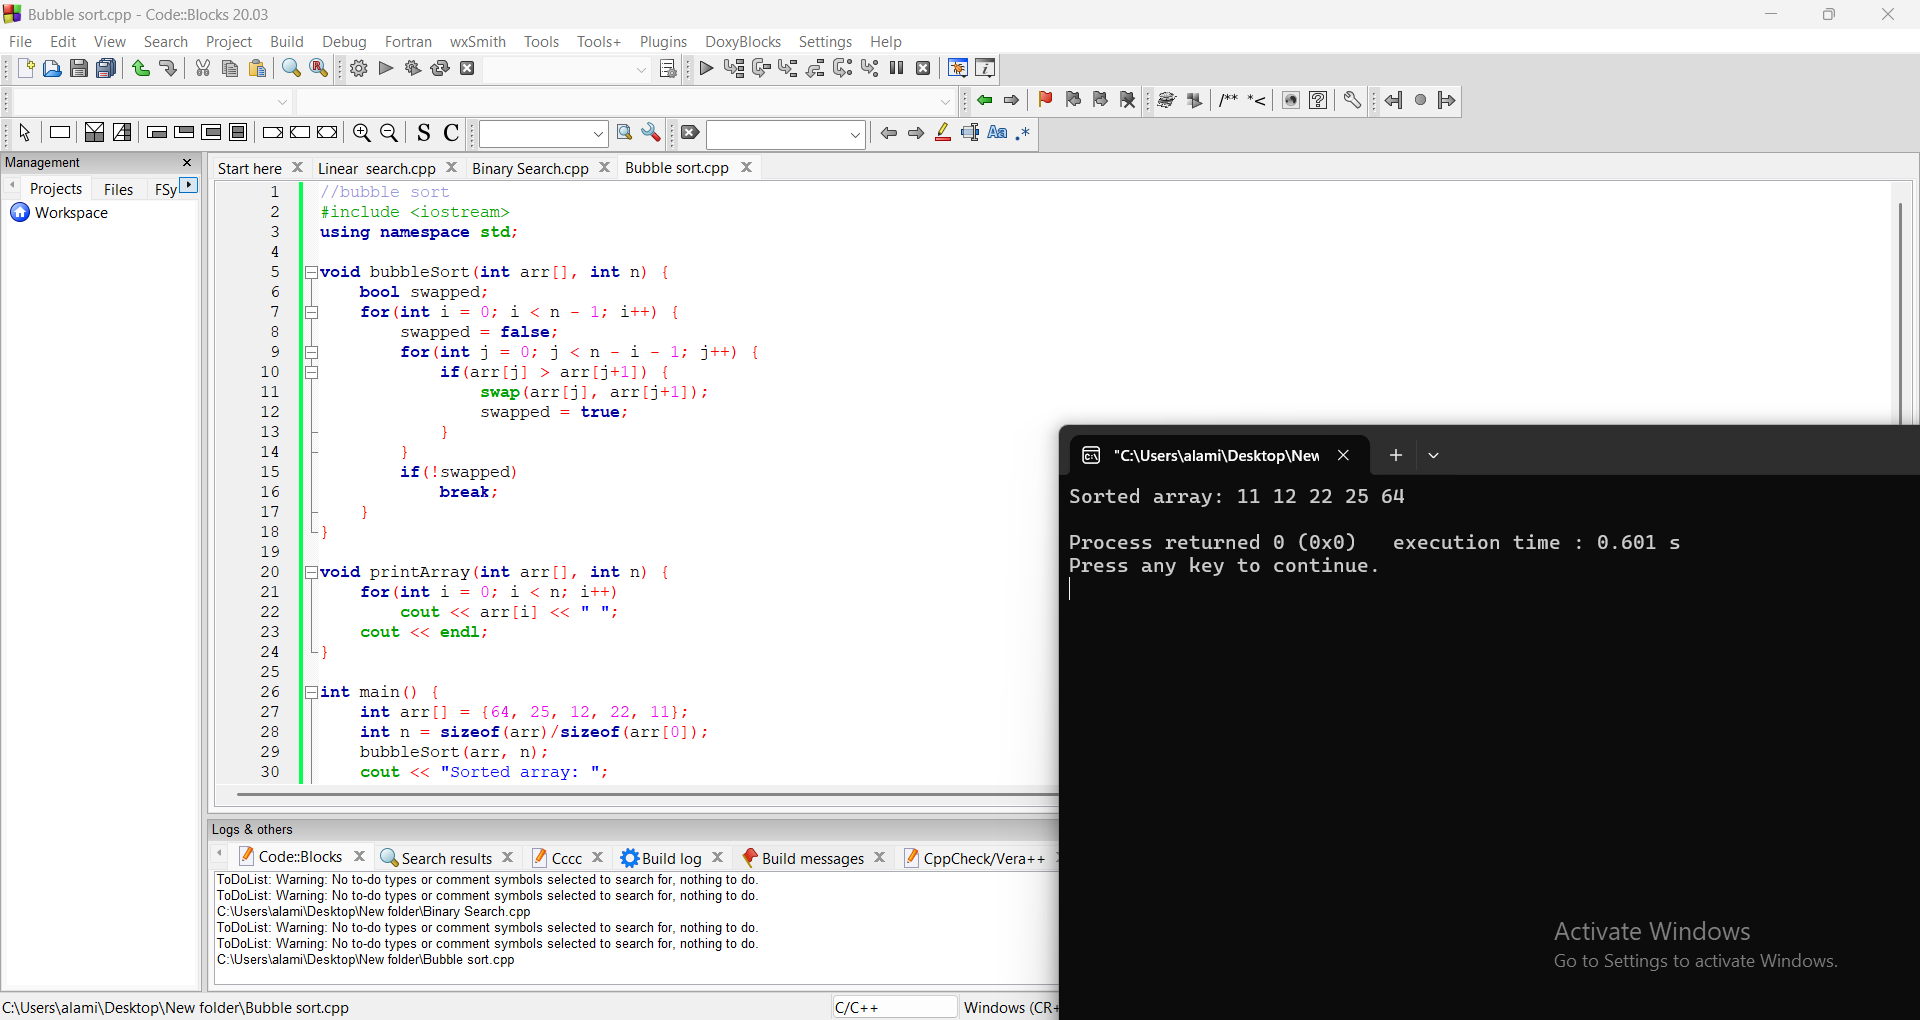 Bubble sort.cpp - Code::Blocks 20.03
File Edit View Search Project Build Debug Fortran wxSmith Tools Tools+ Plugins DoxyBlocks Settings Help
/** *<
S C
Aa .*
Management
Start here Linear search.cpp Binary Search.cpp Bubble sort.cpp
Projects Files FSy
Workspace
1 //bubble sort
2 #include <iostream>
3 using namespace std;
4
5 void bubbleSort(int arr[], int n) {
6 bool swapped;
7 for(int i = 0; i < n - 1; i++) {
8 swapped = false;
9 for(int j = 0; j < n - i - 1; j++) {
10 if(arr[j] > arr[j+1]) {
11 swap(arr[j], arr[j+1]);
12 swapped = true;
13 }
14 }
15 if(!swapped)
16 break;
17 }
18 }
19
20 void printArray(int arr[], int n) {
21 for(int i = 0; i < n; i++)
22 cout << arr[i] << " ";
23 cout << endl;
24 }
25
26 int main() {
27 int arr[] = {64, 25, 12, 22, 11};
28 int n = sizeof(arr)/sizeof(arr[0]);
29 bubbleSort(arr, n);
30 cout << "Sorted array: ";
"C:\Users\alami\Desktop\New
Sorted array: 11 12 22 25 64
Process returned 0 (0x0) execution time : 0.601 s
Press any key to continue.
Activate Windows
Go to Settings to activate Windows.
Logs & others
Code::Blocks Search results Cccc Build log Build messages CppCheck/Vera++
ToDoList: Warning: No to-do types or comment symbols selected to search for, nothing to do.
ToDoList: Warning: No to-do types or comment symbols selected to search for, nothing to do.
C:\Users\alami\Desktop\New folder\Binary Search.cpp
ToDoList: Warning: No to-do types or comment symbols selected to search for, nothing to do.
ToDoList: Warning: No to-do types or comment symbols selected to search for, nothing to do.
C:\Users\alami\Desktop\New folder\Bubble sort.cpp
C:\Users\alami\Desktop\New folder\Bubble sort.cpp C/C++ Windows (CR+